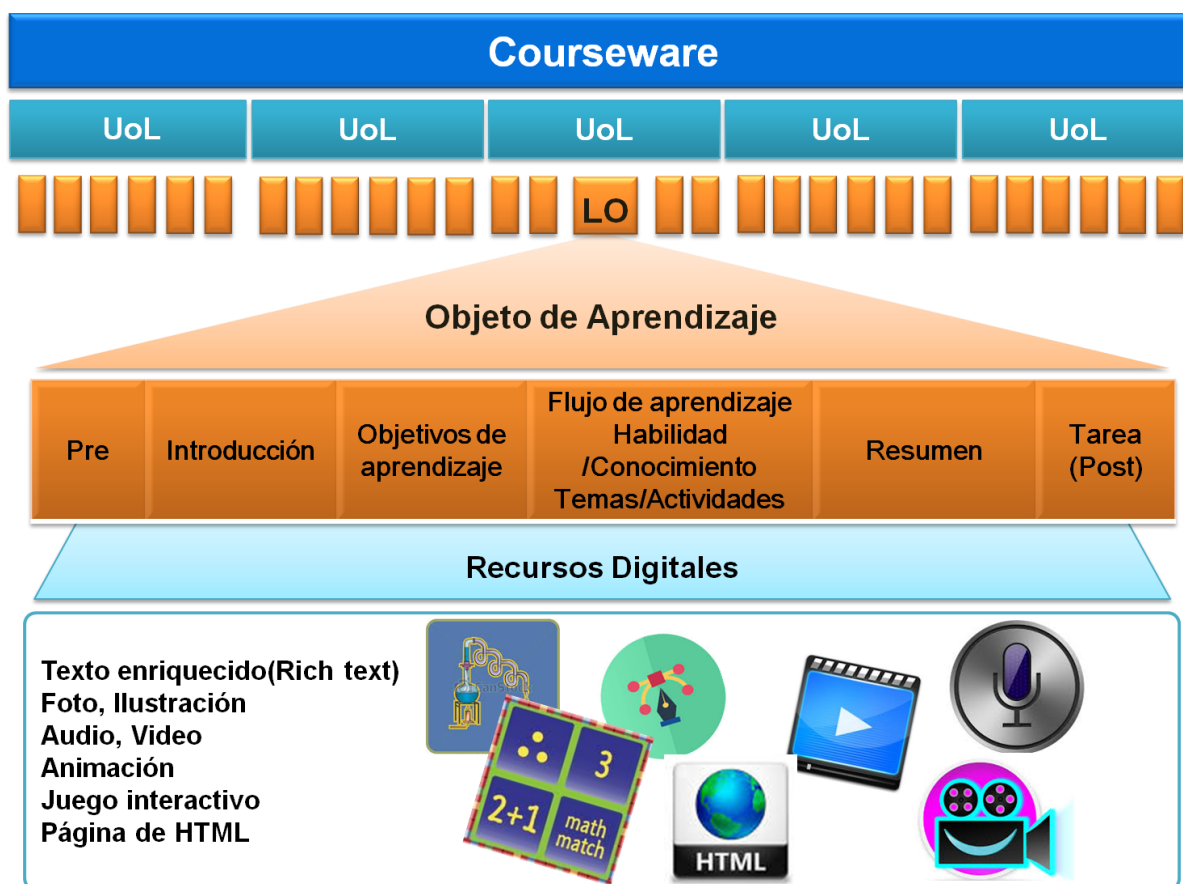 Courseware
UoL UoL UoL UoL UoL
LO
Objeto de Aprendizaje
Pre
Introducción
Objetivos de
aprendizaje
Flujo de aprendizaje
Habilidad
/Conocimiento
Temas/Actividades
Resumen
Tarea
(Post)
Recursos Digitales
Texto enriquecido(Rich text)
Foto, Ilustración
Audio, Video
Animación
Juego interactivo
Página de HTML
3
2+1
math
match
HTML